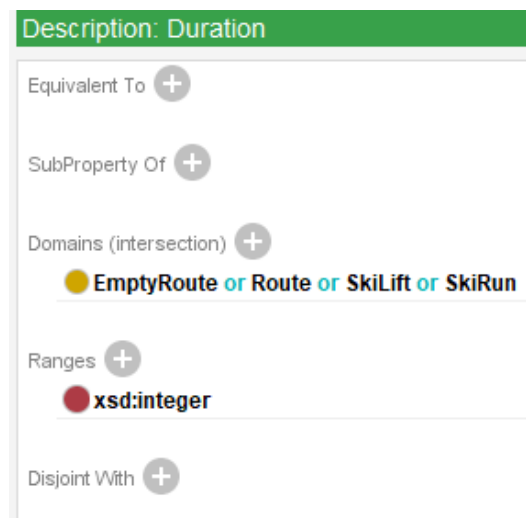 Description: Duration
Equivalent To
SubProperty Of
Domains (intersection)
EmptyRoute or Route or SkiLift or SkiRun
Ranges
xsd:integer
Disjoint With